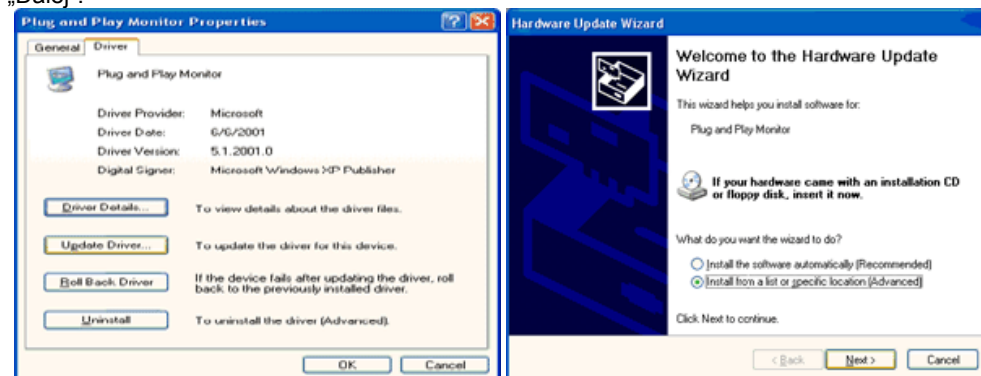 „Dalej”.
Plug and Play Monitor Properties
General Driver
Plug and Play Monitor
Driver Provider: Microsoft
Driver Date: 6/6/2001
Driver Version: 5.1.2001.0
Digital Signer: Microsoft Windows XP Publisher
Driver Details... To view details about the driver files.
Update Driver... To update the driver for this device.
Roll Back Driver If the device fails after updating the driver, roll
back to the previously installed driver.
Uninstall To uninstall the driver (Advanced).
OK Cancel
Hardware Update Wizard
Welcome to the Hardware Update
Wizard
This wizard helps you install software for:
Plug and Play Monitor
If your hardware came with an installation CD
or floppy disk, insert it now.
What do you want the wizard to do?
Install the software automatically (Recommended)
Install from a list or specific location (Advanced)
Click Next to continue.
< Back Next > Cancel